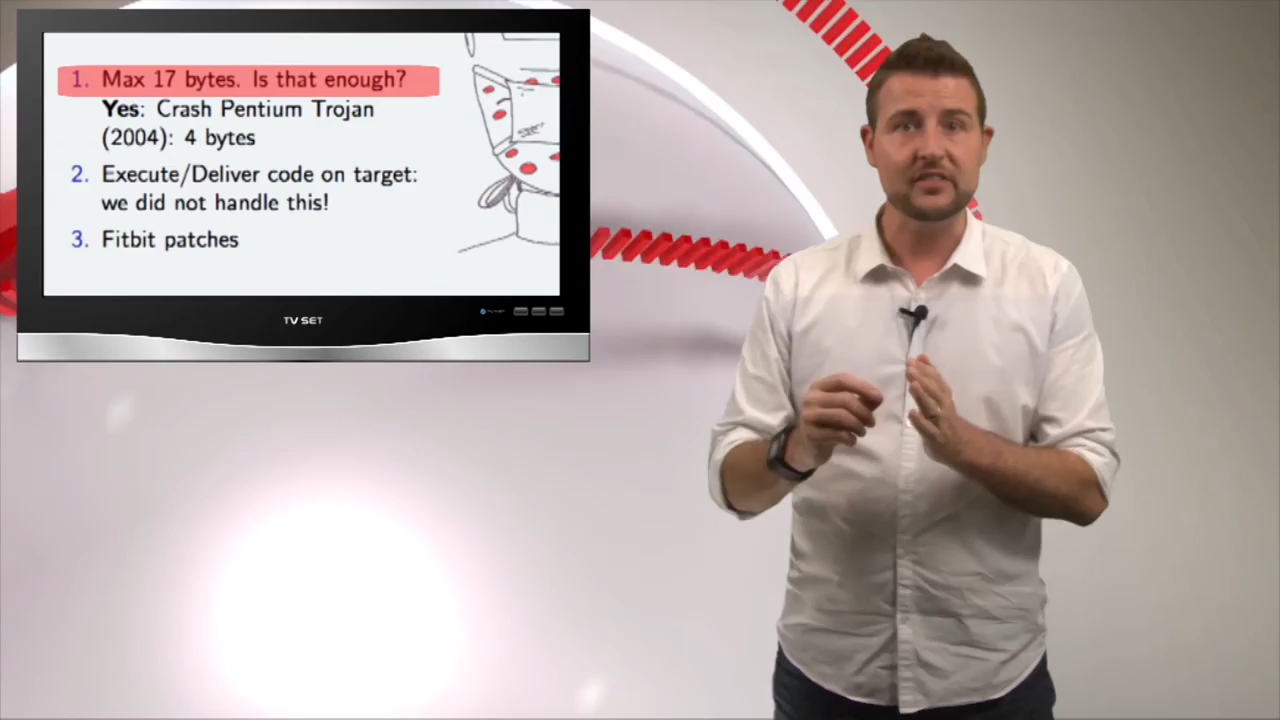 1. Max 17 bytes. Is that enough?
Yes: Crash Pentium Trojan
(2004): 4 bytes
2. Execute/Deliver code on target:
we did not handle this!
3. Fitbit patches
TV SET